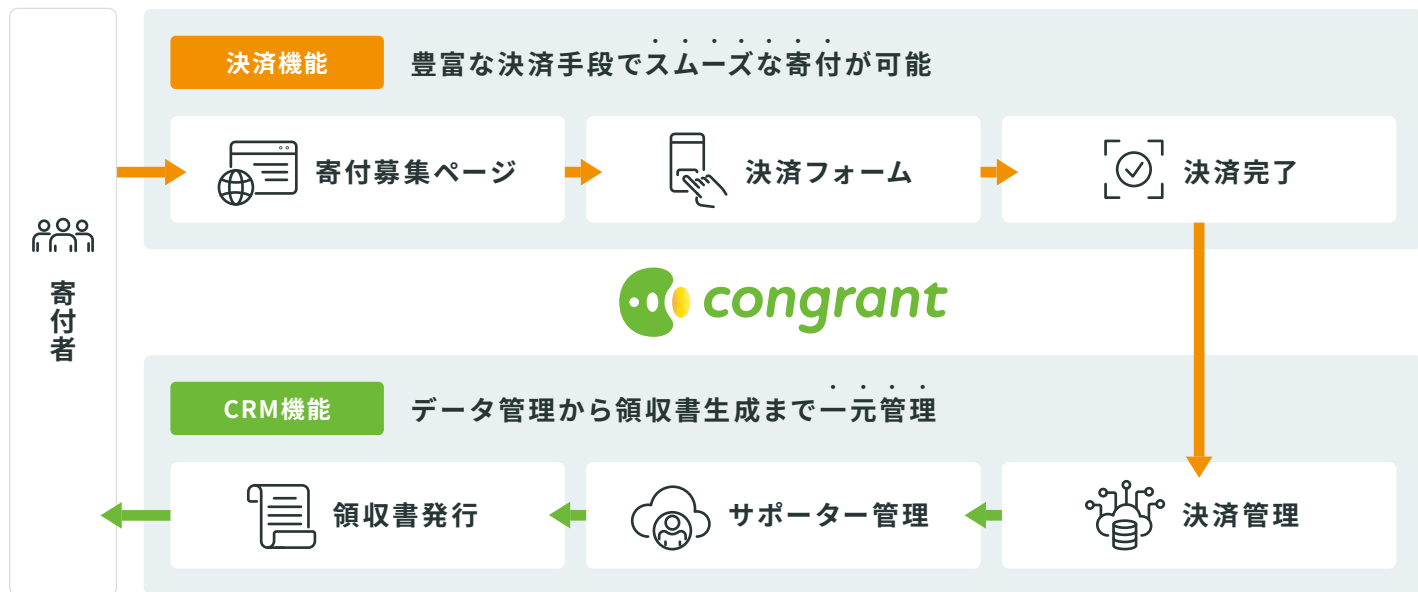 寄付者
決済機能
豊富な決済手段でスムーズな寄付が可能
寄付募集ページ
決済フォーム
決済完了
congrant
CRM機能
データ管理から領収書生成まで一元管理
領収書発行
サポーター管理
決済管理